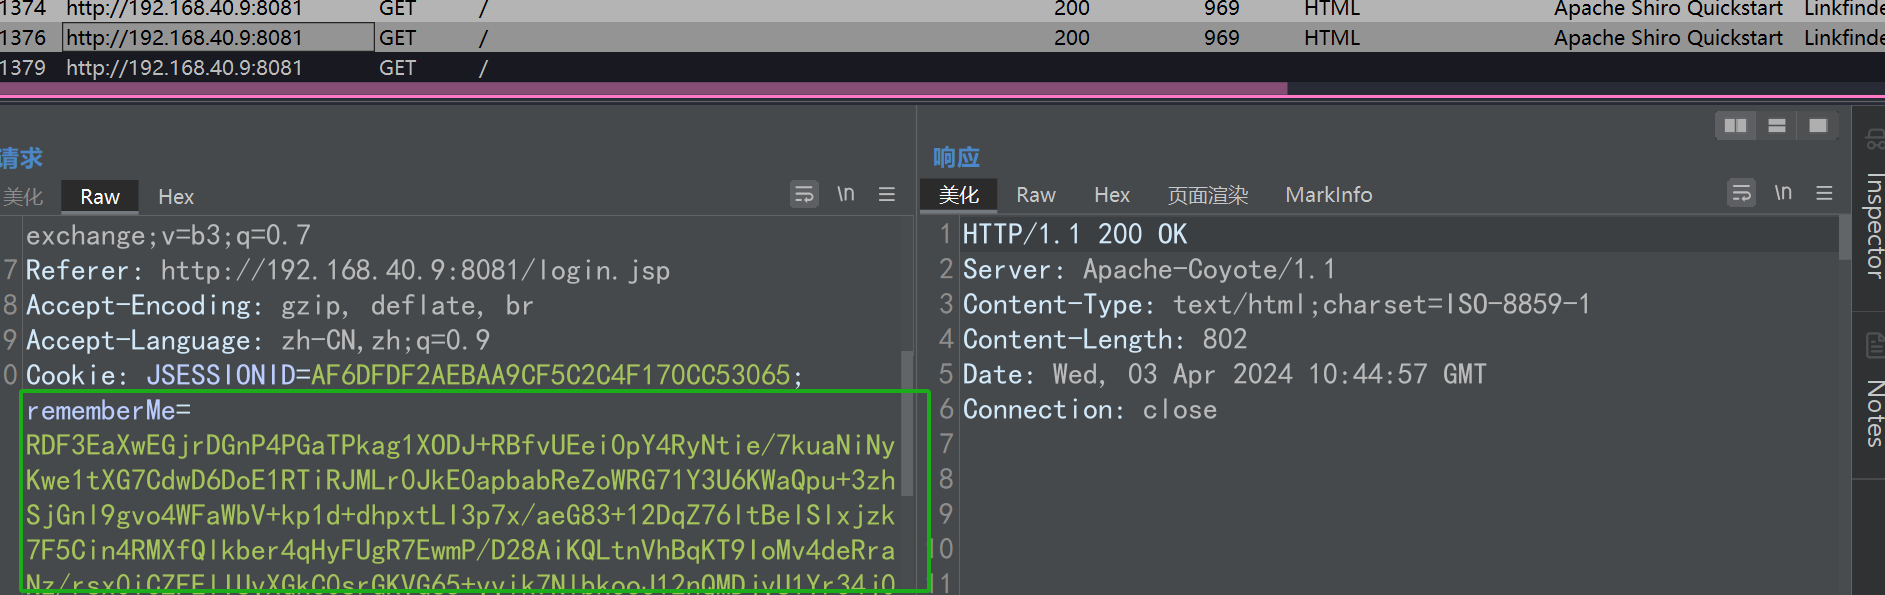 1374 http://192.168.40.9:8081 GET / 200 969 HTML Apache Shiro Quickstart Linkfinde
1376 http://192.168.40.9:8081 GET / 200 969 HTML Apache Shiro Quickstart Linkfinde
1379 http://192.168.40.9:8081 GET /
请求
美化 Raw Hex \n
exchange;v=b3;q=0.7
7 Referer: http://192.168.40.9:8081/login.jsp
8 Accept-Encoding: gzip, deflate, br
9 Accept-Language: zh-CN,zh;q=0.9
0 Cookie: JSESSIONID=AF6DFDF2AEBAA9CF5C2C4F170CC53065;
rememberMe=
RDF3EaXwEGjrDGnP4PGaTPkag1XODJ+RBfvUEei0pY4RyNtie/7kuaNiNy
Kwe1tXG7CdwD6DoE1RTiRJMLr0JkE0apbabReZoWRG71Y3U6KWaQpu+3zh
SjGnl9gvo4WFaWbV+kp1d+dhpxtLl3p7x/aeG83+12DqZ76ltBelSlxjzk
7F5Cin4RMXfQlkber4qHyFUgR7EwmP/D28AiKQLtnVhBqKT9loMv4deRra
响应
美化 Raw Hex 页面渲染 MarkInfo \n
1 HTTP/1.1 200 OK
2 Server: Apache-Coyote/1.1
3 Content-Type: text/html;charset=ISO-8859-1
4 Content-Length: 802
5 Date: Wed, 03 Apr 2024 10:44:57 GMT
6 Connection: close
7
8
9
10
11
Inspector
Notes